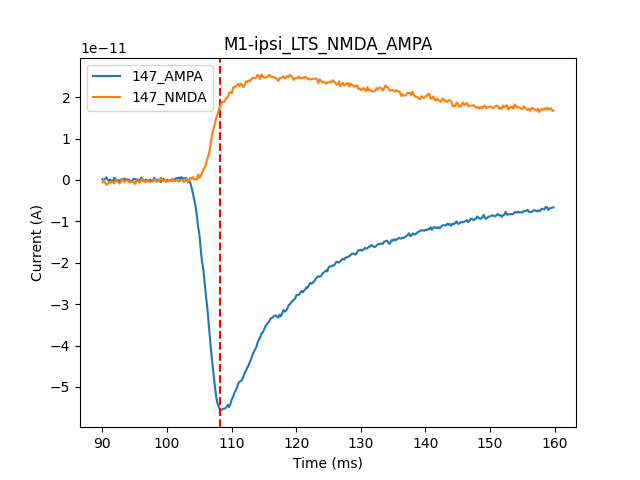 M1-ipsi_LTS_NMDA_AMPA
1e−11
147_AMPA
147_NMDA
2
1
0
−1
−2
−3
−4
−5
Current (A)
90 100 110 120 130 140 150 160
Time (ms)